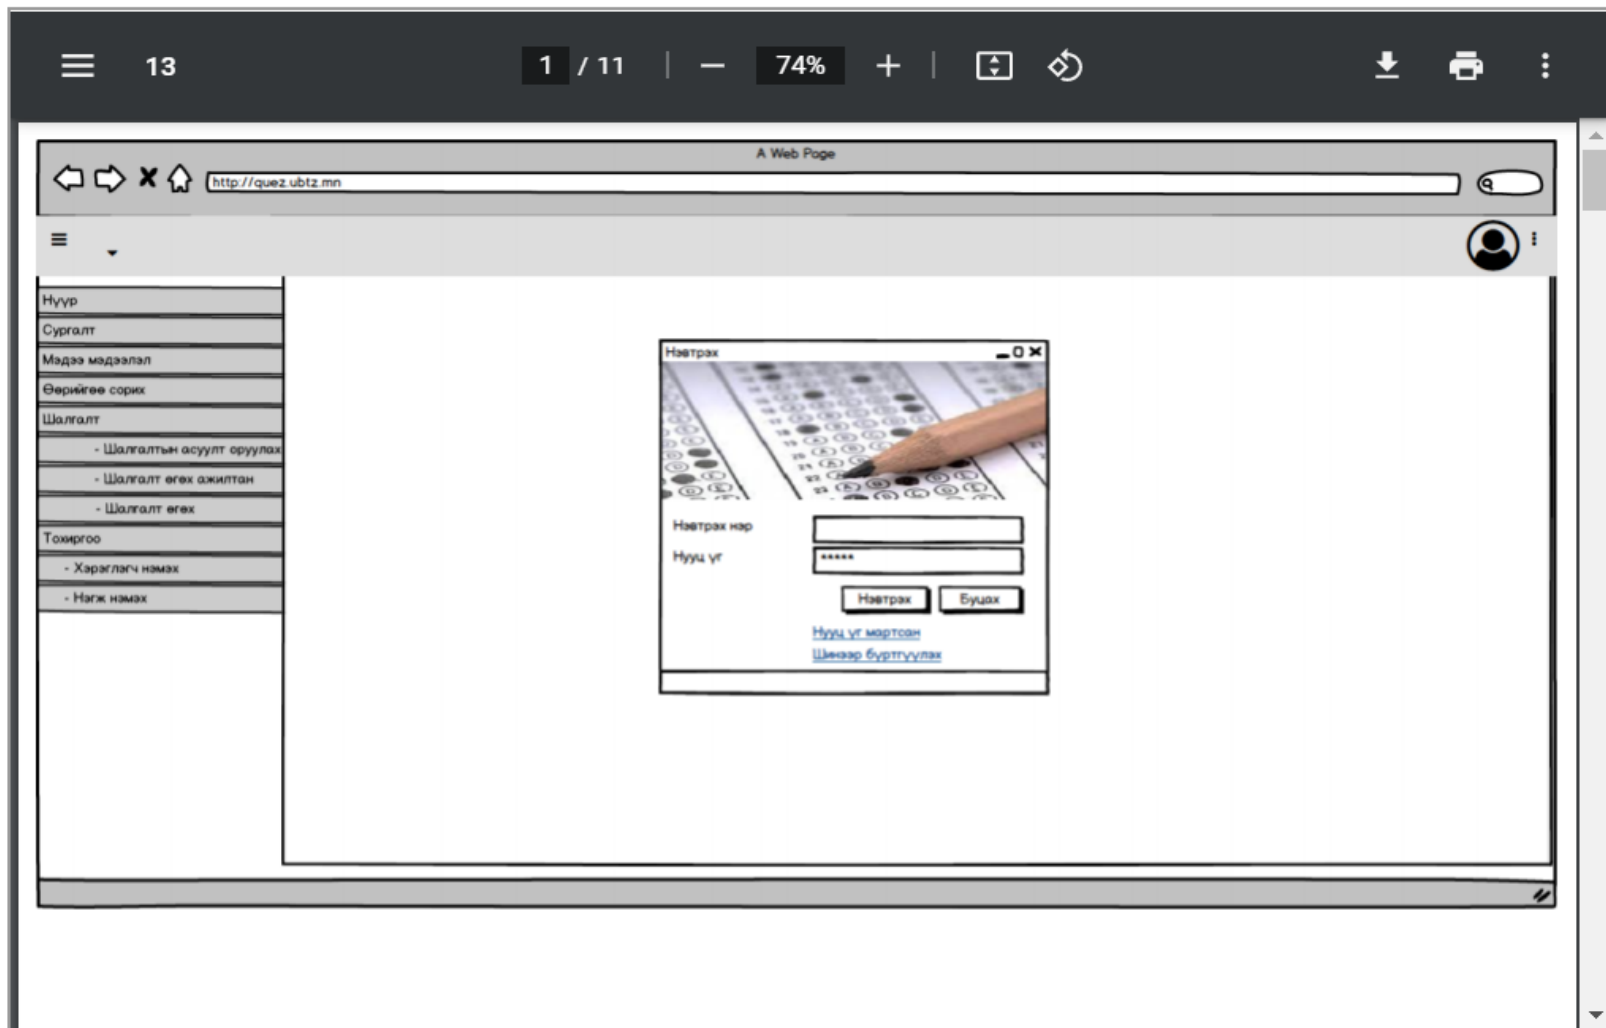 13
1 / 11
74%
A Web Page
http://quez.ubtz.mn
Нүүр
Сургалт
Мэдээ мэдээлэл
Өөрийгөө сорих
Шалгалт
- Шалгалтын асуулт оруулах
- Шалгалт өгөх ажилтан
- Шалгалт өгөх
Тохиргоо
- Хэрэглэгч нэмэх
- Нэгж нэмэх
Нэвтрэх
Нэвтрэх нэр
Нууц үг
*****
Нэвтрэх Буцах
Нууц үг мартсан
Шинээр бүртгүүлэх